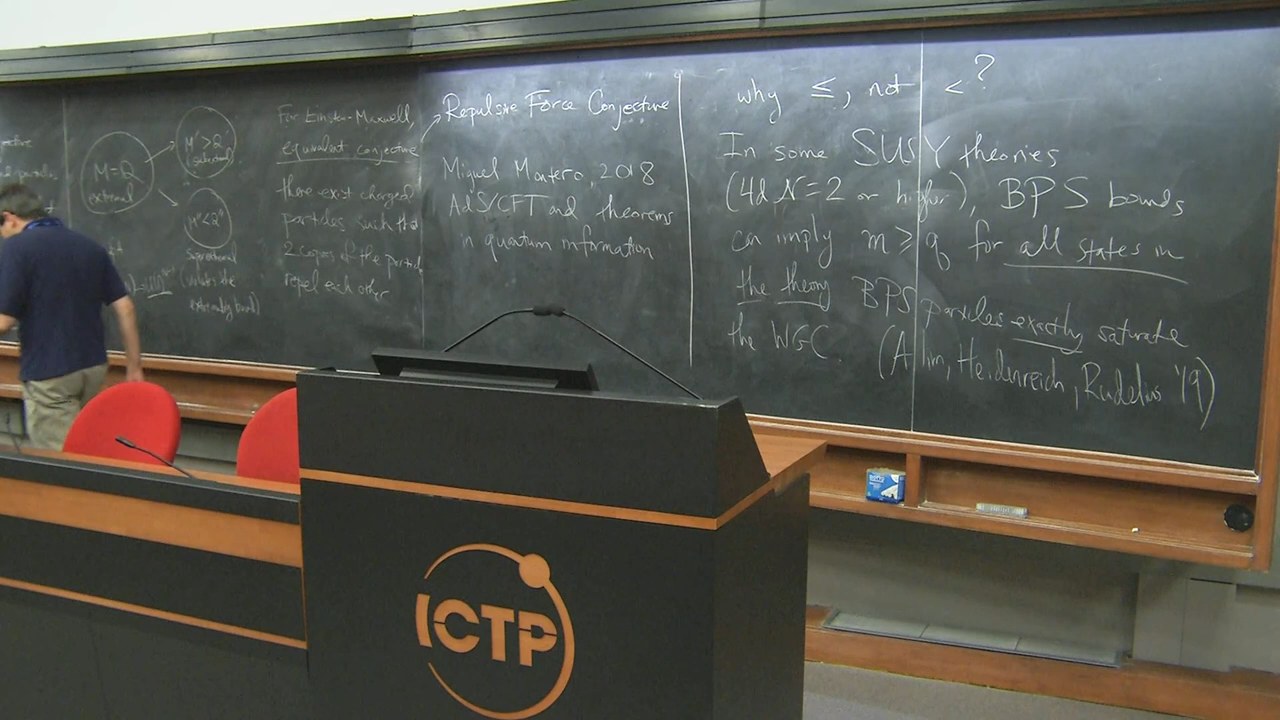 M=Q
extremal
M'>Q'
(subextremal)
M"<Q"
superextremal
(violates the
extremality bound)
For Einstein-Maxwell,
equivalent conjecture
there exist charged
particles such that
2 copies of the particle
repel each other
Repulsive Force Conjecture
Miguel Montero, 2018
AdS/CFT and theorems
in quantum information
why ≤, not <?
In some SUSY theories
(4d N=2 or higher), BPS bounds
can imply m ≥ q for all states in
the theory BPS particles exactly saturate
the WGC. (Alim, Heidenreich, Rudelius '19)
ICTP